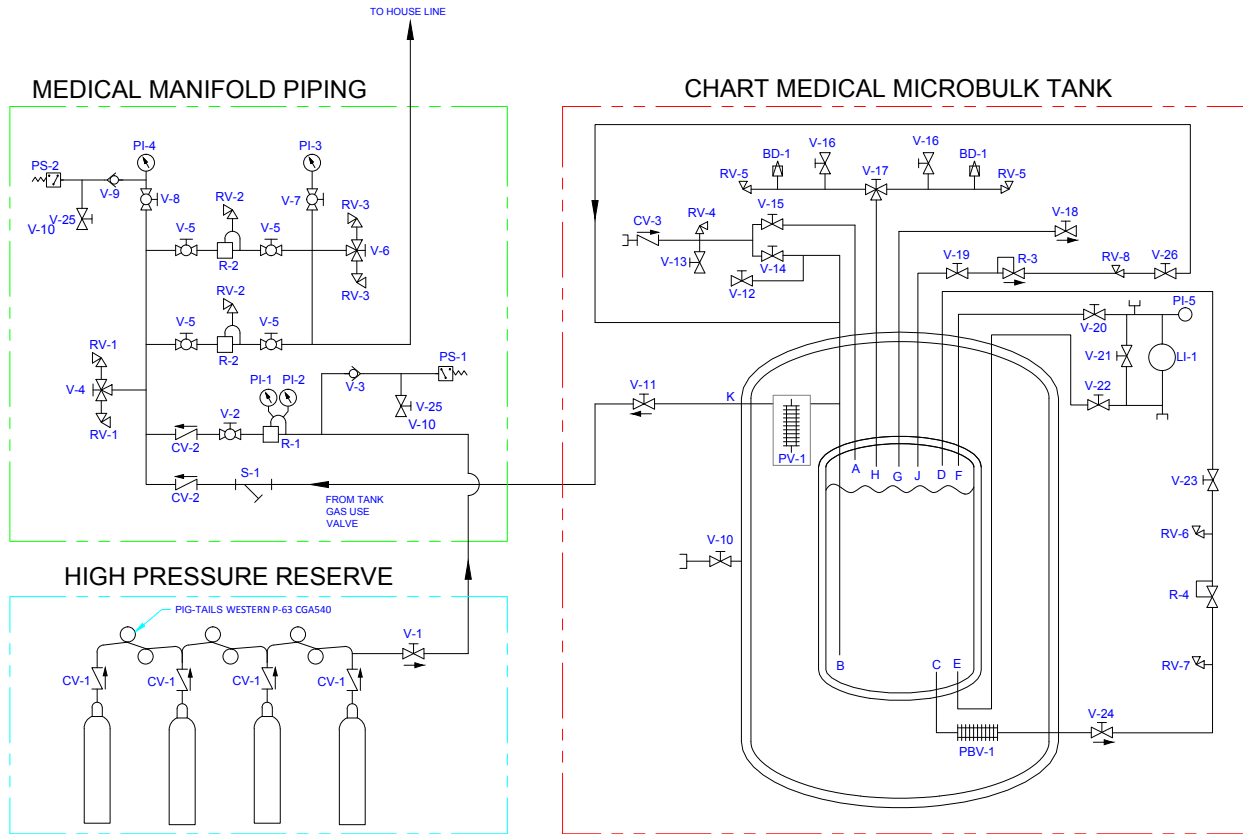 TO HOUSE LINE
MEDICAL MANIFOLD PIPING
PI-4
PI-3
PS-2
V-9
V-8
V-7
V-25
V-10
RV-2
RV-3
V-5
V-5
V-6
R-2
RV-3
RV-2
V-5
V-5
R-2
RV-1
V-4
RV-1
PS-1
PI-1
PI-2
V-3
V-25
V-10
V-2
CV-2
R-1
S-1
CV-2
FROM TANK
GAS USE
VALVE
HIGH PRESSURE RESERVE
PIG-TAILS WESTERN P-63 CGA540
V-1
CV-1
CV-1
CV-1
CV-1
CHART MEDICAL MICROBULK TANK
V-16
V-16
BD-1
BD-1
V-17
RV-5
RV-5
V-15
CV-3
RV-4
V-18
V-13
V-14
V-12
V-19
R-3
RV-8
V-26
PI-5
V-20
V-21
LI-1
V-22
V-11
K
PV-1
A
H
G
J
D
F
V-23
V-10
RV-6
R-4
B
C
E
RV-7
V-24
PBV-1